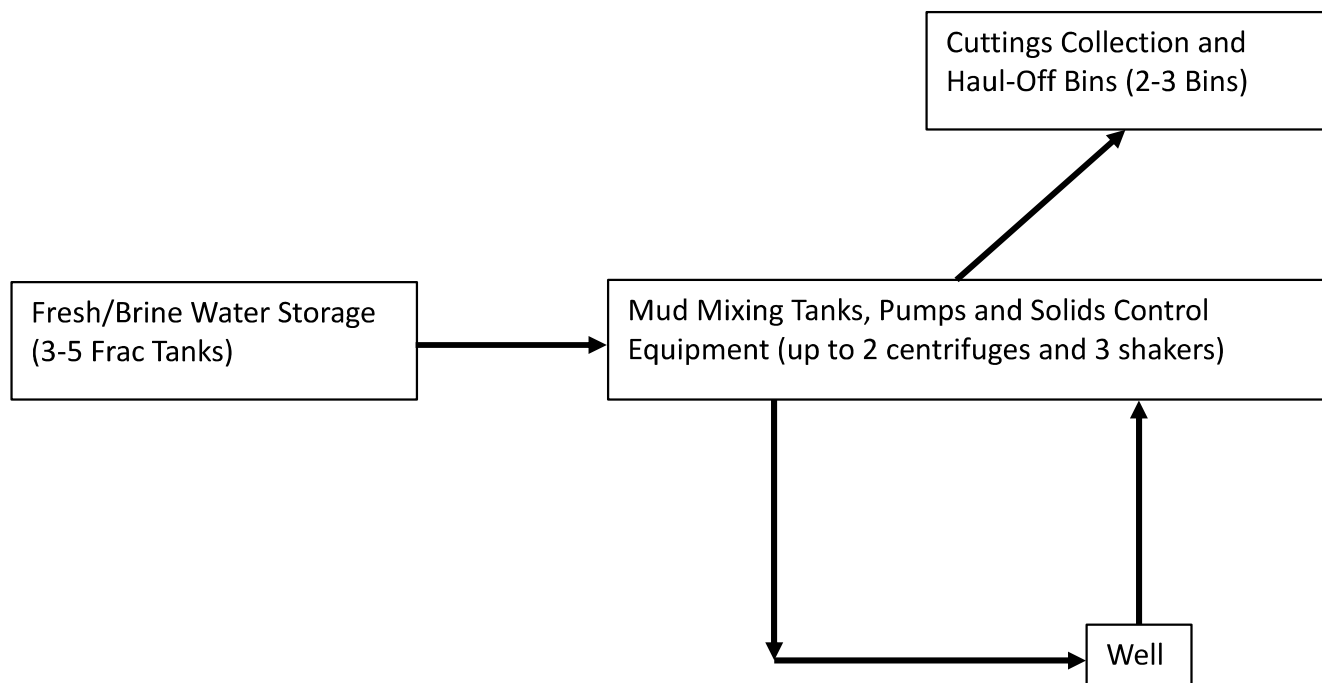 Cuttings Collection and
Haul-Off Bins (2-3 Bins)
Fresh/Brine Water Storage
(3-5 Frac Tanks)
Mud Mixing Tanks, Pumps and Solids Control
Equipment (up to 2 centrifuges and 3 shakers)
Well